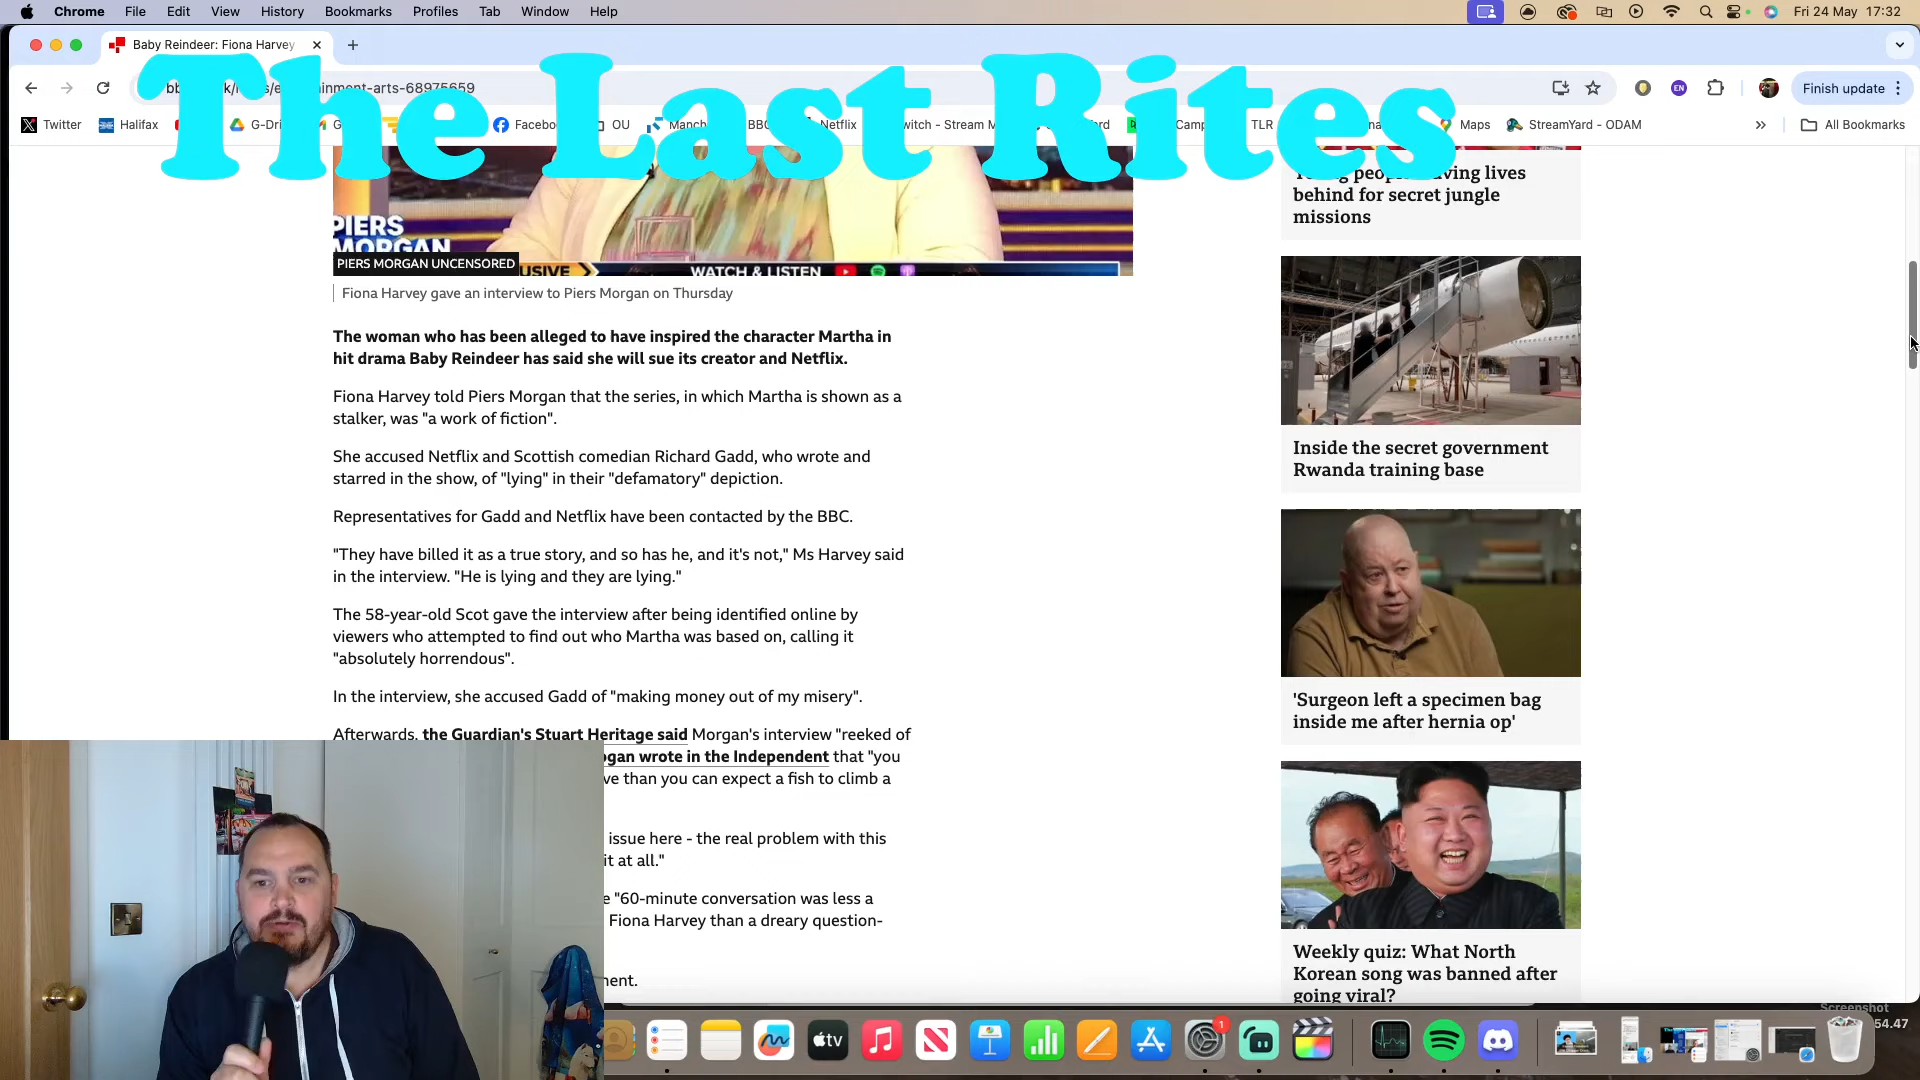 Chrome File Edit View History Bookmarks Profiles Tab Window Help
Fri 24 May 17:32
Baby Reindeer: Fiona Harvey
The Last Rites
ainment-arts-68975659
Finish update
Twitter Halifax OU Netflix TLR Maps StreamYard - ODAM
All Bookmarks
PIERS
MORGAN
PIERS MORGAN UNCENSORED
WATCH & LISTEN
Fiona Harvey gave an interview to Piers Morgan on Thursday
The woman who has been alleged to have inspired the character Martha in
hit drama Baby Reindeer has said she will sue its creator and Netflix.
Fiona Harvey told Piers Morgan that the series, in which Martha is shown as a
stalker, was "a work of fiction".
She accused Netflix and Scottish comedian Richard Gadd, who wrote and
starred in the show, of "lying" in their "defamatory" depiction.
Representatives for Gadd and Netflix have been contacted by the BBC.
"They have billed it as a true story, and so has he, and it's not," Ms Harvey said
in the interview. "He is lying and they are lying."
The 58-year-old Scot gave the interview after being identified online by
viewers who attempted to find out who Martha was based on, calling it
"absolutely horrendous".
In the interview, she accused Gadd of "making money out of my misery".
Afterwards, the Guardian's Stuart Heritage said Morgan's interview "reeked of
ogan wrote in the Independent that "you
ve than you can expect a fish to climb a
issue here - the real problem with this
it at all."
e "60-minute conversation was less a
Fiona Harvey than a dreary question-
nent.
behind for secret jungle
missions
Inside the secret government
Rwanda training base
'Surgeon left a specimen bag
inside me after hernia op'
Weekly quiz: What North
Korean song was banned after
going viral?
Screenshot
54.47